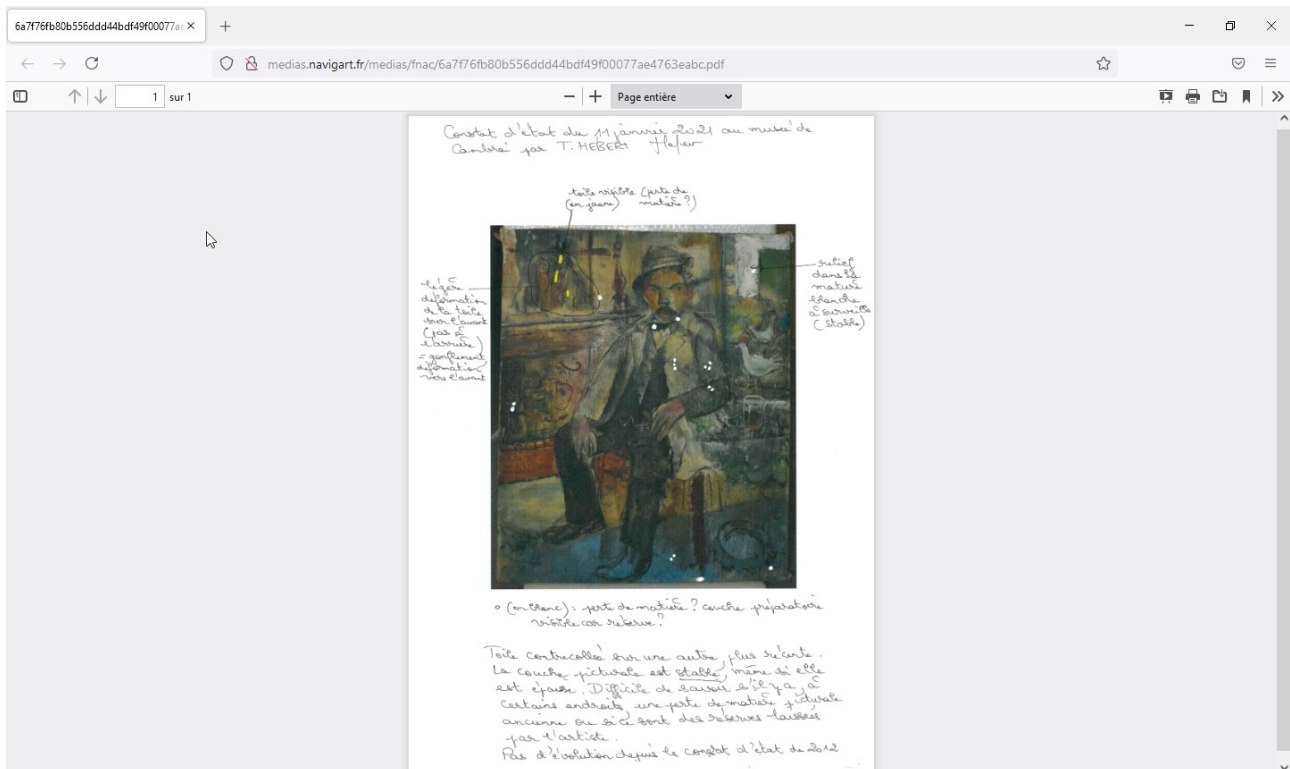 6a7f76fb80b556ddd44bdf49f00077a
medias.navigart.fr/medias/fnac/6a7f76fb80b556ddd44bdf49f00077ae4763eabc.pdf
1 sur 1
Page entière
Constat d'état du 11 janvier 2021 au musée de
Cambrai par T. HEBERT
toile visible (perte de
(en jaune) matière ?)
légère
déformation
de la toile
sur l'avant
(pas à
l'arrière)
= gonflement
déformation
vers l'avant
relief
dans la
matière
blanche
à surveiller
(stable)
o (en blanc) : perte de matière ? couche préparatoire
visible car réserve ?
Toile contrecollée sur une autre, plus récente.
La couche picturale est stable, même si elle
est épaisse. Difficile de savoir s'il y a, à
certains endroits, une perte de matière picturale
ancienne ou si ce sont des réserves laissées
par l'artiste.
Pas d'évolution depuis le constat d'état de 2012